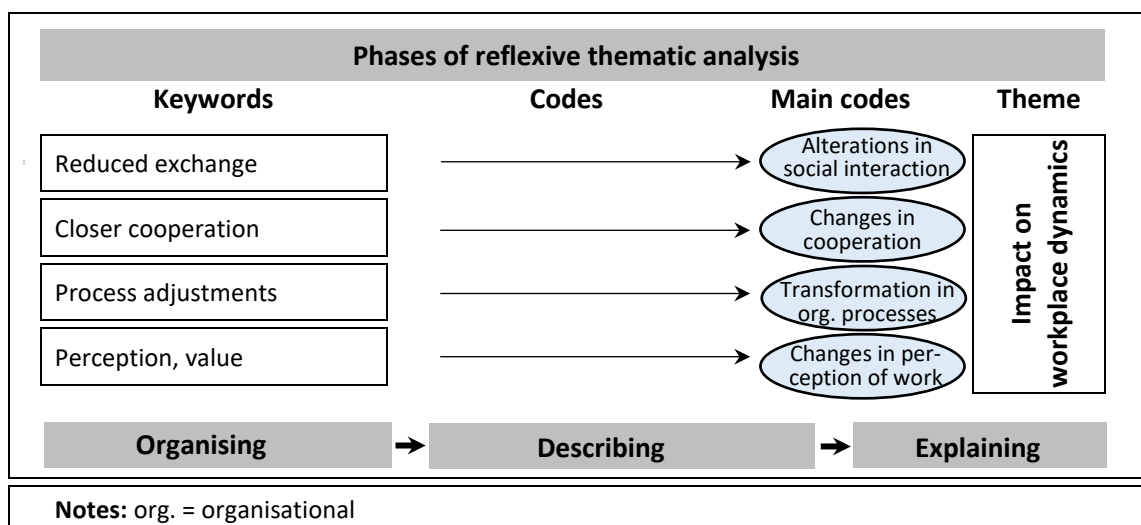 Phases of reflexive thematic analysis
Keywords
Codes
Main codes
Theme
Reduced exchange
Alterations in
social interaction
Closer cooperation
Changes in
cooperation
Process adjustments
Transformation in
org. processes
Perception, value
Changes in per-
ception of work
Impact on
workplace dynamics
Organising
Describing
Explaining
Notes: org. = organisational